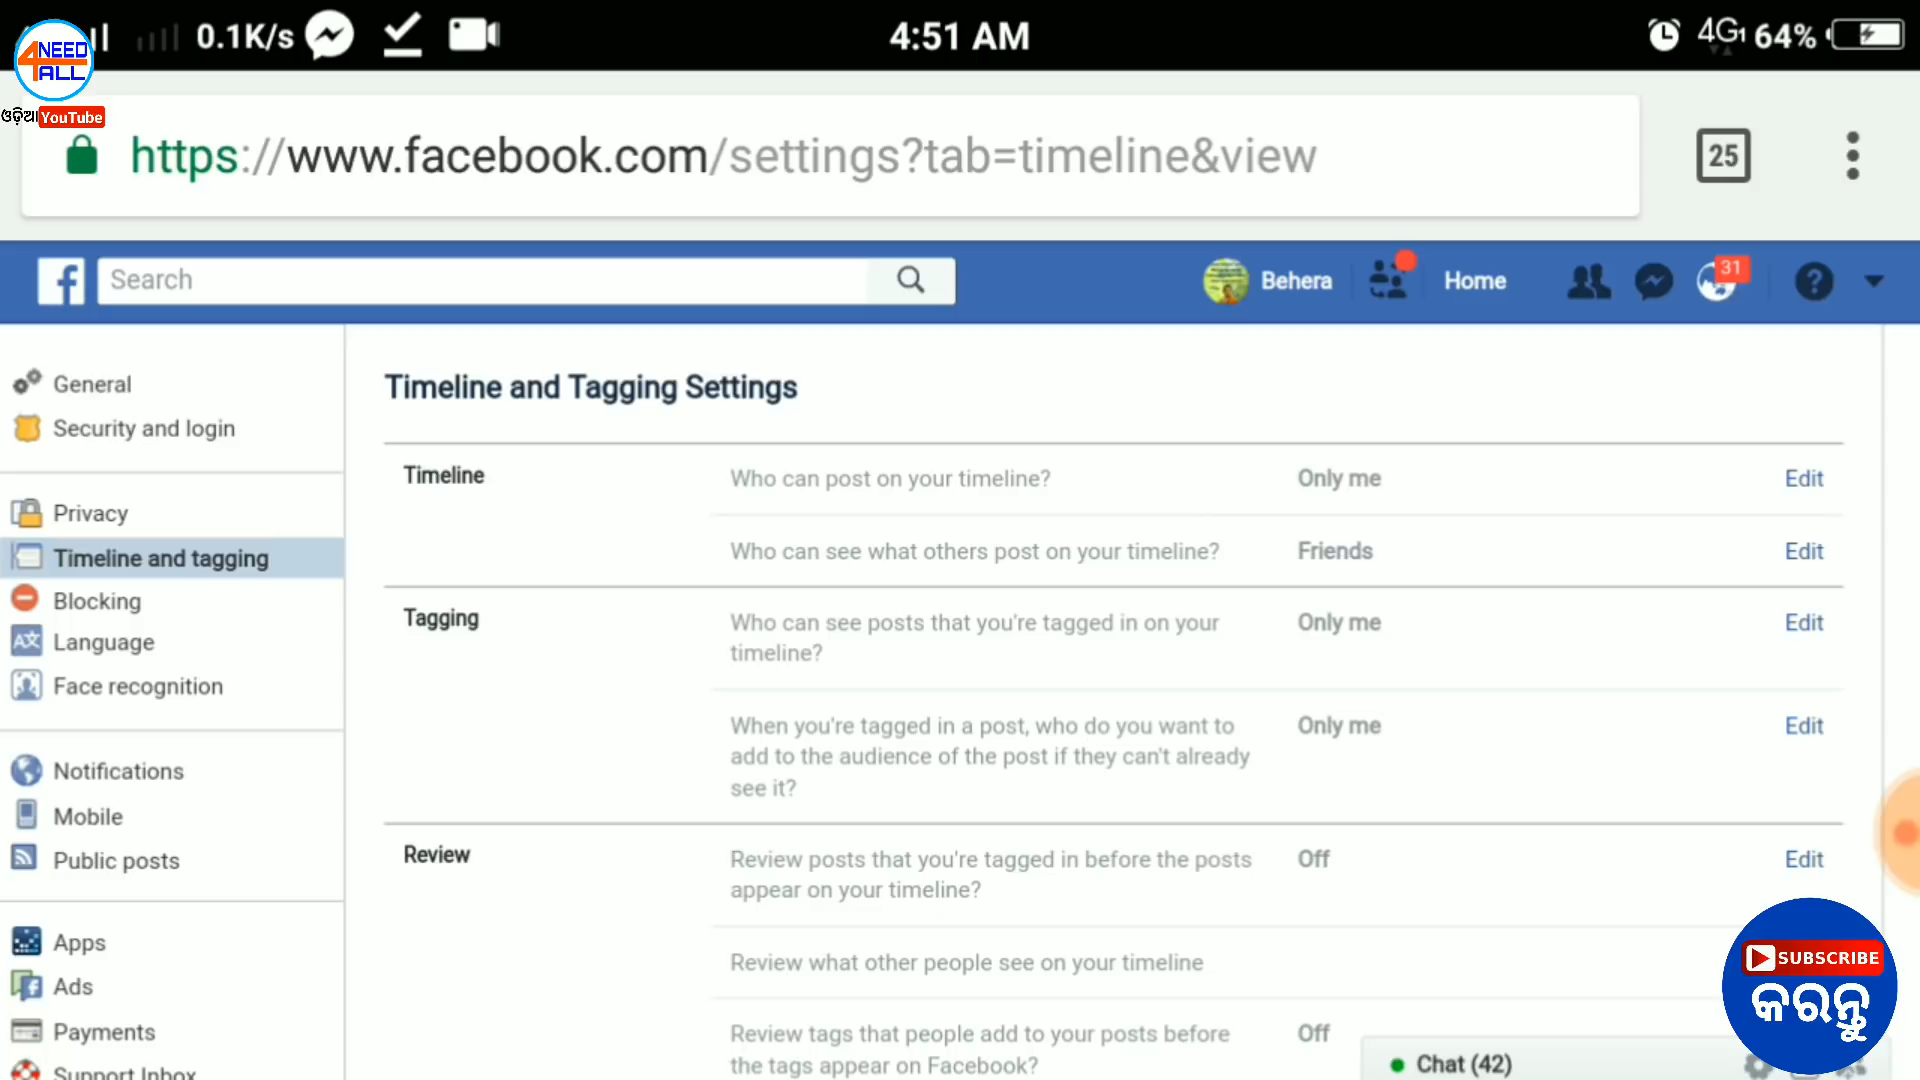 0.1K/s
4:51 AM
4G 64%
4NEED
ALL
ଓଡ଼ିଆ YouTube
https://www.facebook.com/settings?tab=timeline&view
25
Search
Behera
Home
31
General
Security and login
Privacy
Timeline and tagging
Blocking
Language
Face recognition
Notifications
Mobile
Public posts
Apps
Ads
Payments
Support Inbox
Timeline and Tagging Settings
Timeline
Who can post on your timeline? Only me Edit
Who can see what others post on your timeline? Friends Edit
Tagging
Who can see posts that you're tagged in on your Only me Edit
timeline?
When you're tagged in a post, who do you want to Only me Edit
add to the audience of the post if they can't already
see it?
Review
Review posts that you're tagged in before the posts Off Edit
appear on your timeline?
Review what other people see on your timeline
Review tags that people add to your posts before Off
the tags appear on Facebook?
Chat (42)
SUBSCRIBE
କରନ୍ତୁ